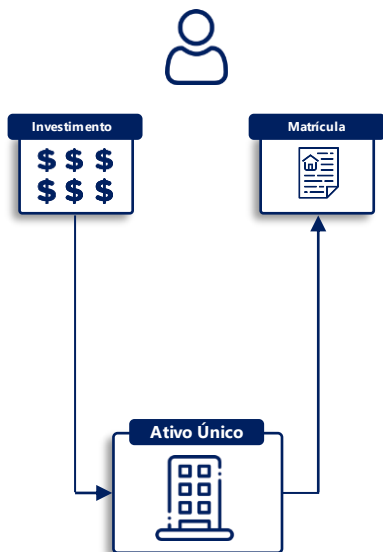 Investimento
Matrícula
$ $ $
$ $ $
Ativo Único